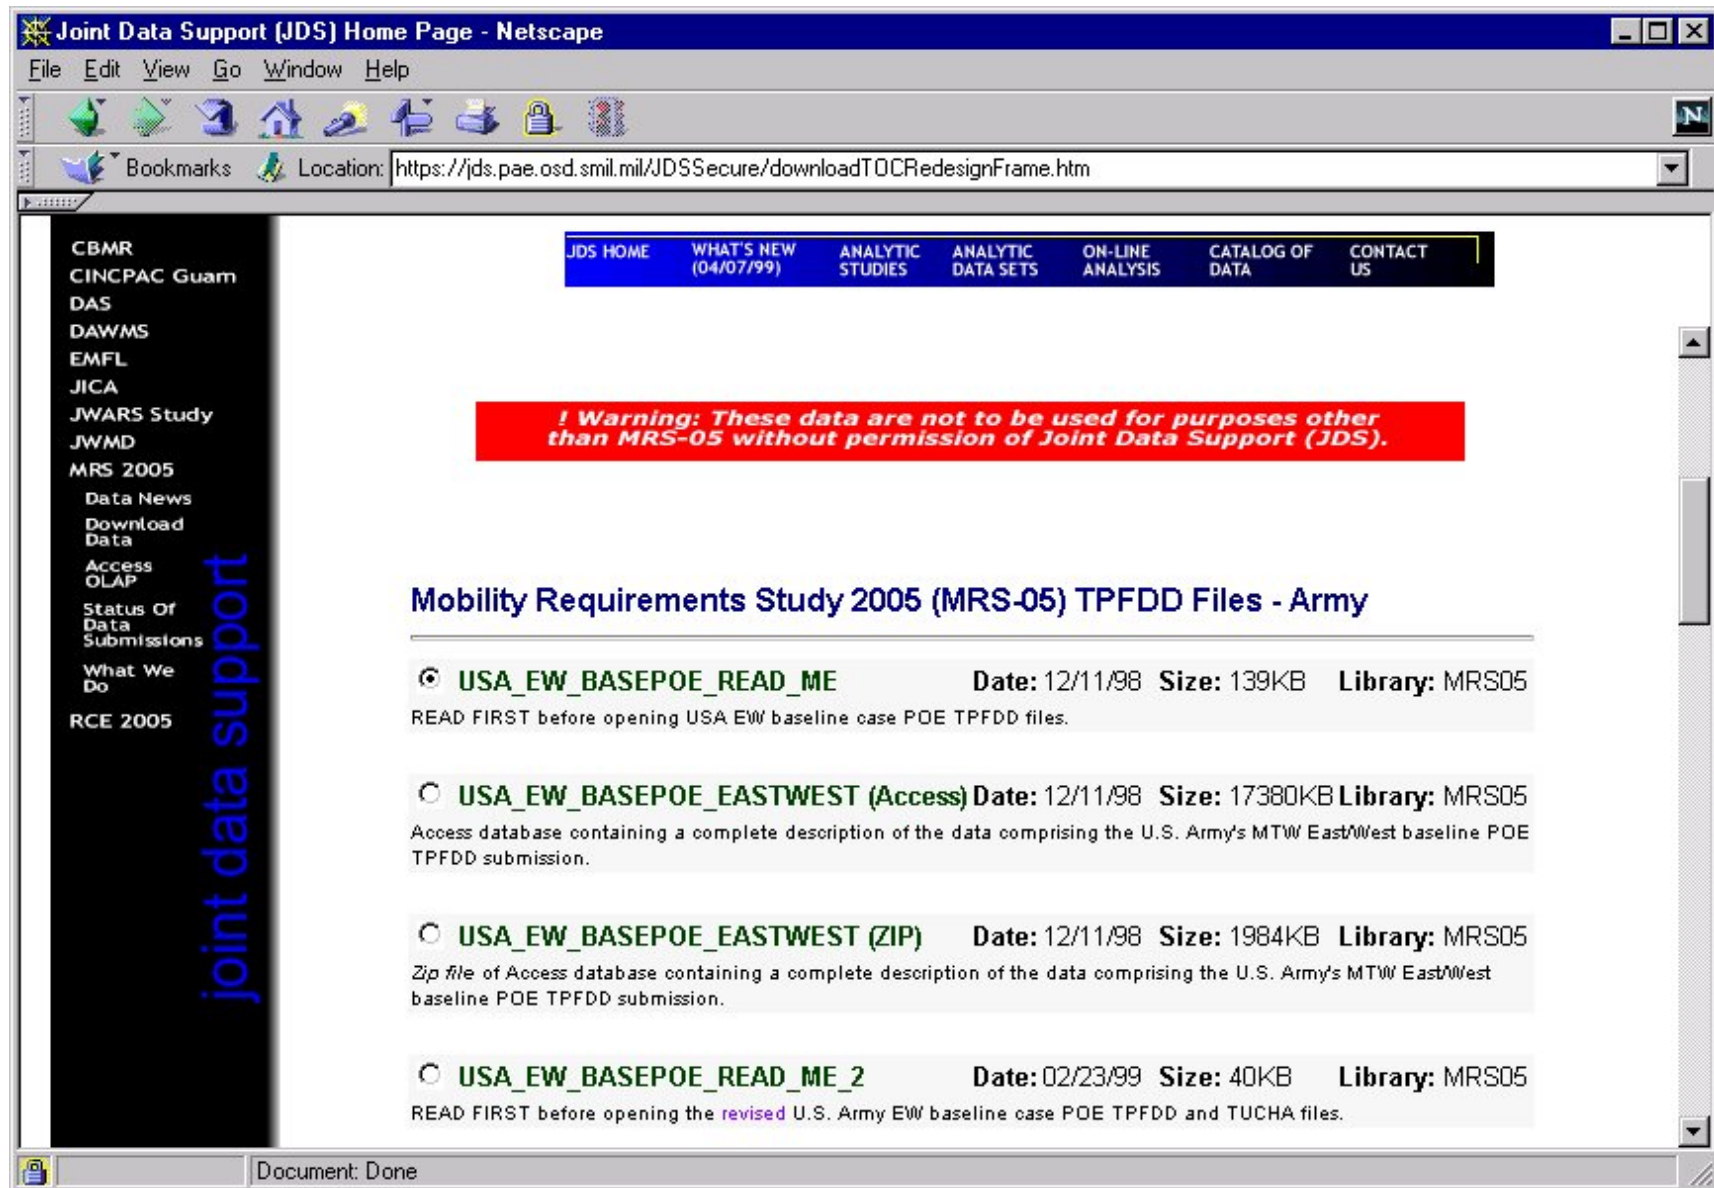 Joint Data Support (JDS) Home Page - Netscape
File Edit View Go Window Help
N
Bookmarks Location: https://jds.pae.osd.smil.mil/JDSSecure/downloadTOCRedesignFrame.htm
CBMR
CINCPAC Guam
DAS
DAWMS
EMFL
JICA
JWARS Study
JWMD
MRS 2005
Data News
Download
Data
Access
OLAP
Status Of
Data
Submissions
What We
Do
RCE 2005
joint data support
JDS HOME WHAT'S NEW ANALYTIC ANALYTIC ON-LINE CATALOG OF CONTACT
(04/07/99) STUDIES DATA SETS ANALYSIS DATA US
! Warning: These data are not to be used for purposes other
than MRS-05 without permission of Joint Data Support (JDS).
Mobility Requirements Study 2005 (MRS-05) TPFDD Files - Army
USA_EW_BASEPOE_READ_ME Date: 12/11/98 Size: 139KB Library: MRS05
READ FIRST before opening USA EW baseline case POE TPFDD files.
USA_EW_BASEPOE_EASTWEST (Access) Date: 12/11/98 Size: 17380KB Library: MRS05
Access database containing a complete description of the data comprising the U.S. Army's MTW East/West baseline POE
TPFDD submission.
USA_EW_BASEPOE_EASTWEST (ZIP) Date: 12/11/98 Size: 1984KB Library: MRS05
Zip file of Access database containing a complete description of the data comprising the U.S. Army's MTW East/West
baseline POE TPFDD submission.
USA_EW_BASEPOE_READ_ME_2 Date: 02/23/99 Size: 40KB Library: MRS05
READ FIRST before opening the revised U.S. Army EW baseline case POE TPFDD and TUCHA files.
Document: Done